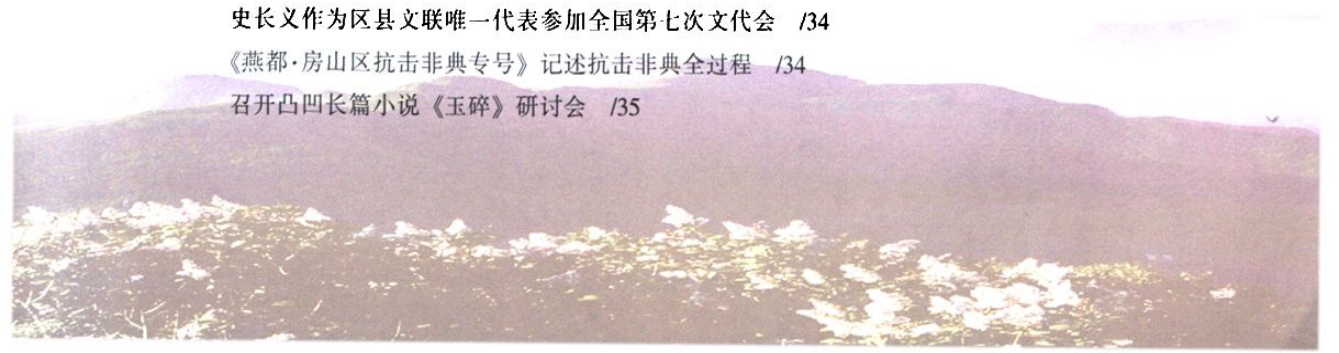 史长义作为区县文联唯一代表参加全国第七次文代会 /34
《燕都·房山区抗击非典专号》记述抗击非典全过程 /34
召开凸凹长篇小说《玉碎》研讨会 /35